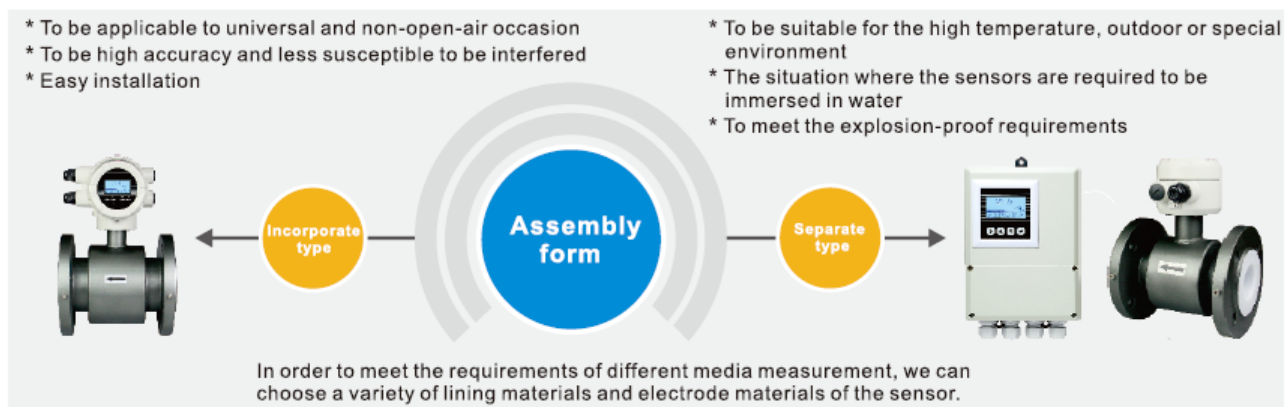 * To be applicable to universal and non-open-air occasion
* To be high accuracy and less susceptible to be interfered
* Easy installation
* To be suitable for the high temperature, outdoor or special
environment
* The situation where the sensors are required to be
immersed in water
* To meet the explosion-proof requirements
Incorporate
type
Assembly
form
Separate
type
In order to meet the requirements of different media measurement, we can
choose a variety of lining materials and electrode materials of the sensor.